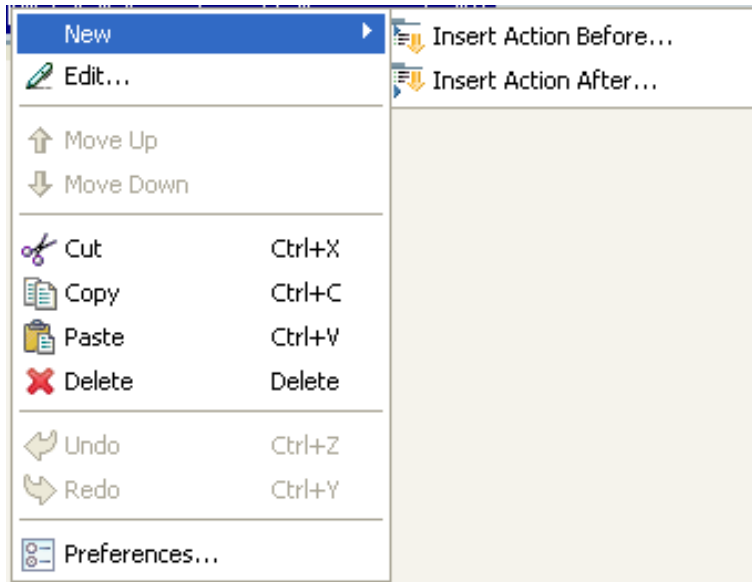 New
Insert Action Before...
Edit...
Insert Action After...
Move Up
Move Down
Cut Ctrl+X
Copy Ctrl+C
Paste Ctrl+V
Delete Delete
Undo Ctrl+Z
Redo Ctrl+Y
Preferences...